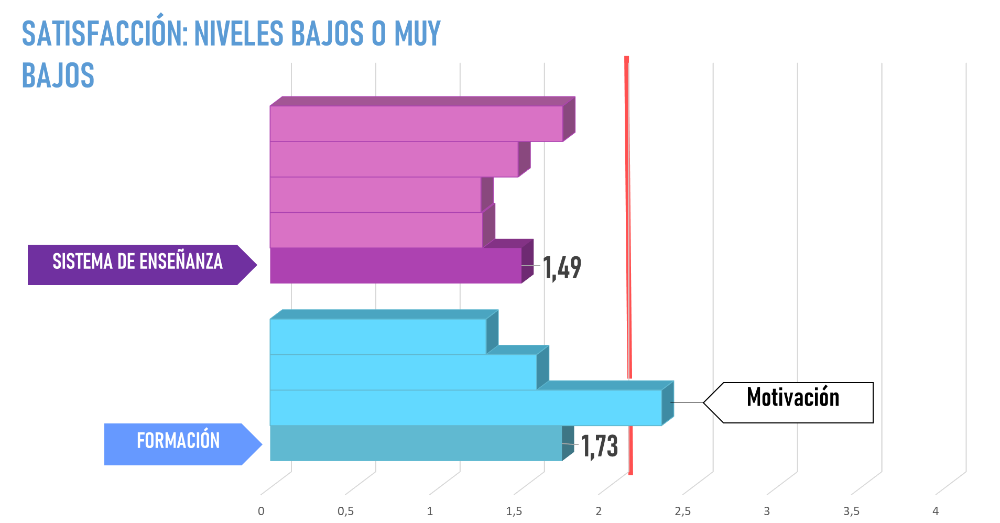 SATISFACCIÓN: NIVELES BAJOS O MUY
BAJOS
SISTEMA DE ENSEÑANZA
1,49
Motivación
FORMACIÓN
1,73
0 0,5 1 1,5 2 2,5 3 3,5 4